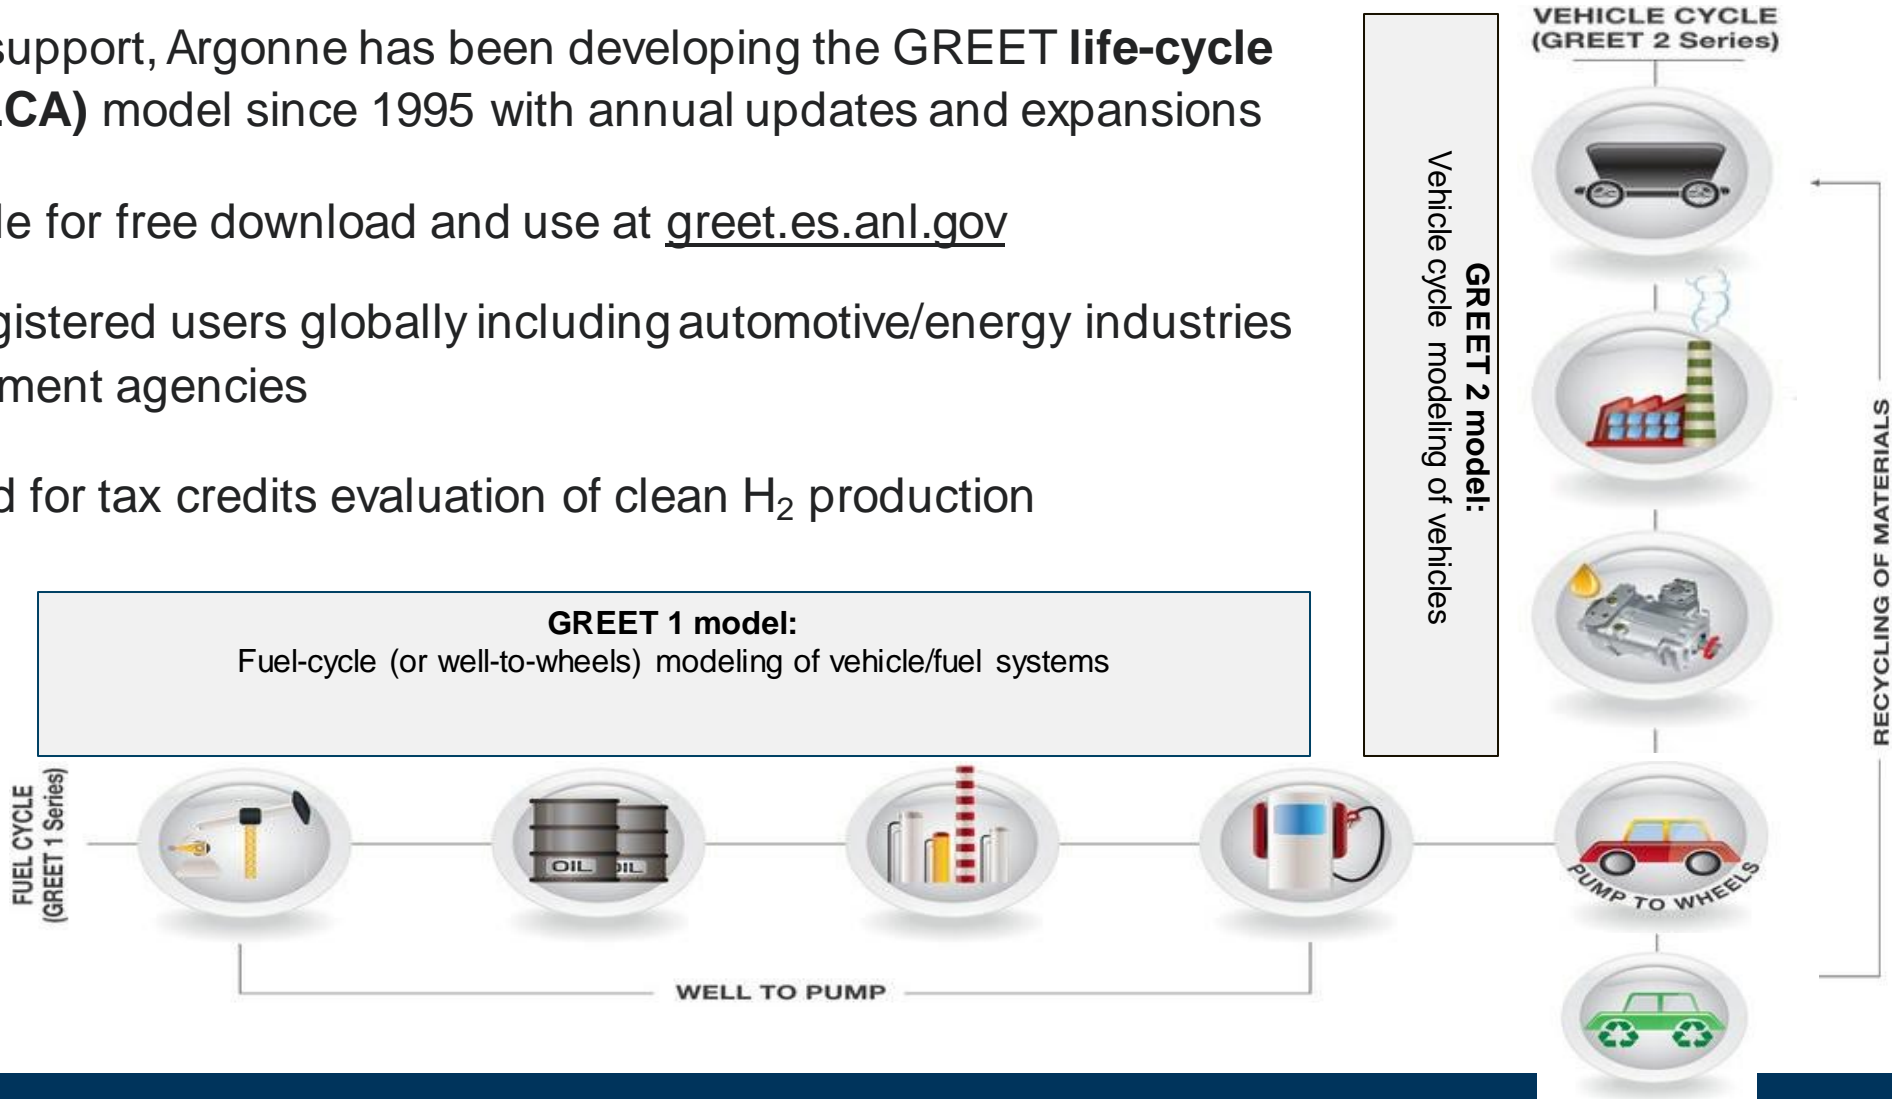 support, Argonne has been developing the GREET life-cycle
CA) model since 1995 with annual updates and expansions
le for free download and use at greet.es.anl.gov
gistered users globally including automotive/energy industries
ment agencies
d for tax credits evaluation of clean H₂ production
GREET 1 model:
Fuel-cycle (or well-to-wheels) modeling of vehicle/fuel systems
GREET 2 model:
Vehicle cycle modeling of vehicles
VEHICLE CYCLE
(GREET 2 Series)
RECYCLING OF MATERIALS
FUEL CYCLE
(GREET 1 Series)
OIL
OIL
PUMP TO WHEELS
WELL TO PUMP